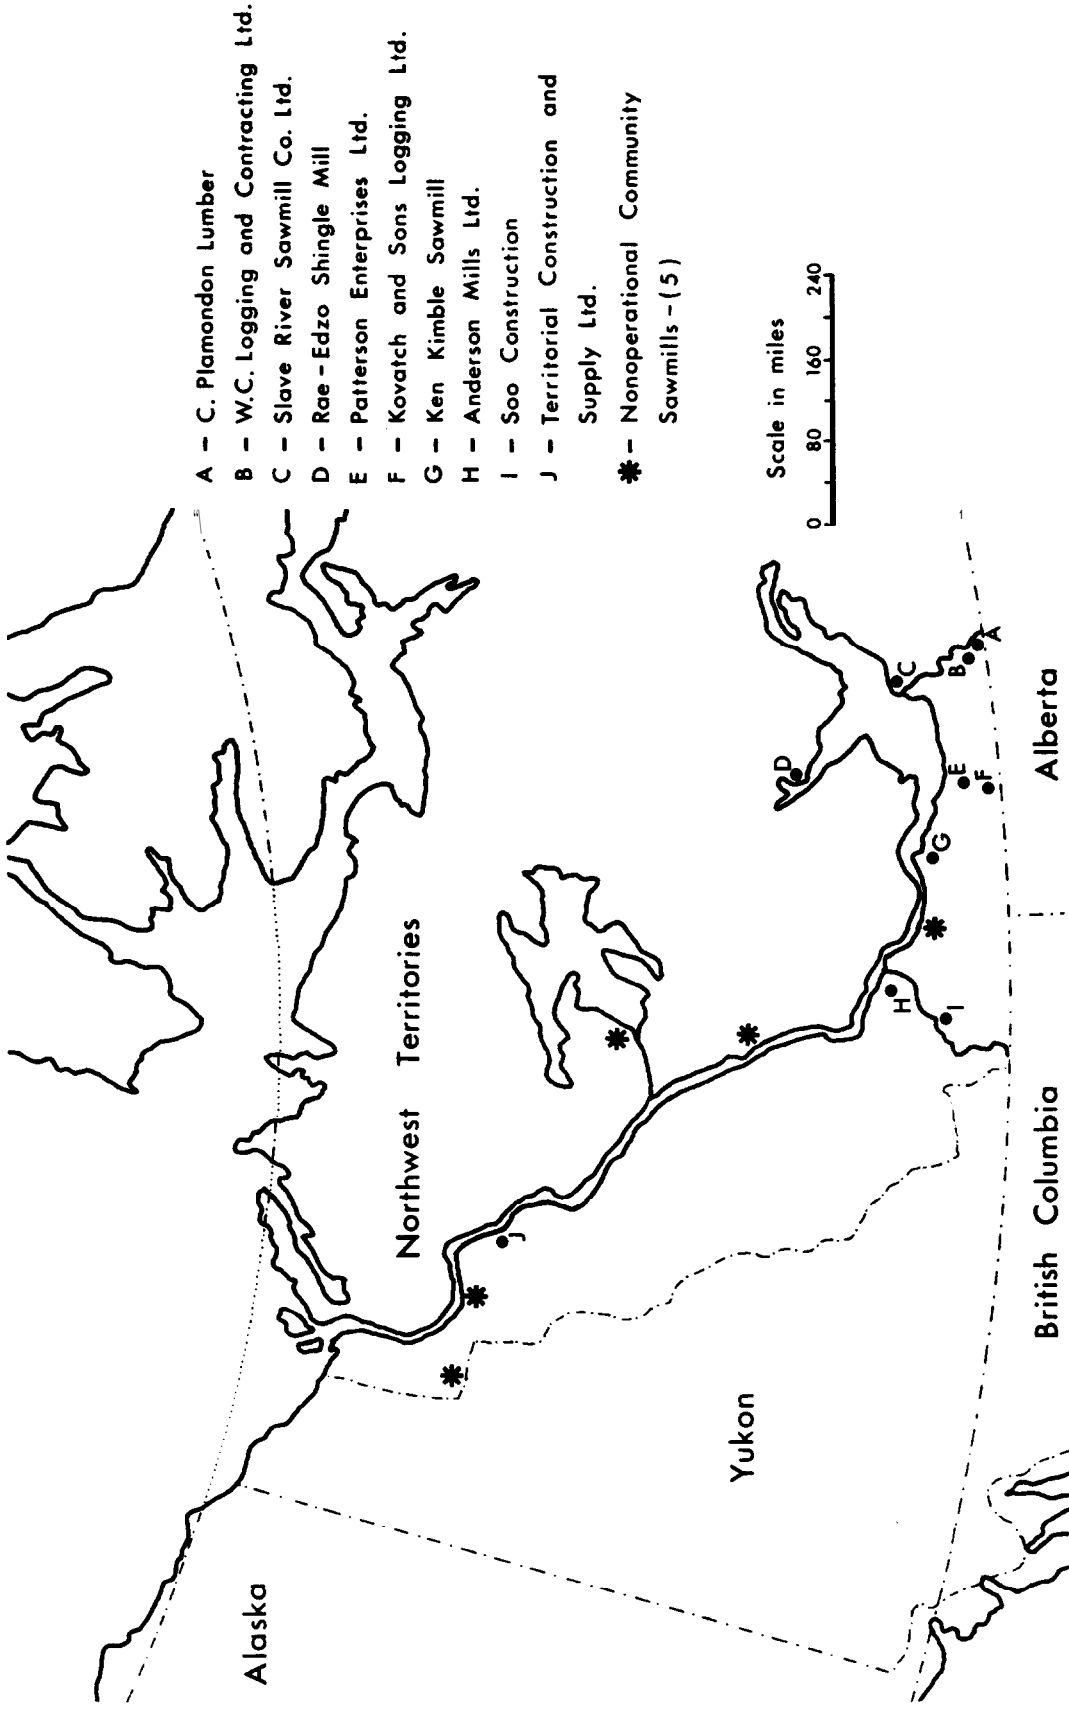 A – C. Plamondon Lumber
B – W.C. Logging and Contracting Ltd.
C – Slave River Sawmill Co. Ltd.
D – Rae-Edzo Shingle Mill
E – Patterson Enterprises Ltd.
F – Kovatch and Sons Logging Ltd.
G – Ken Kimble Sawmill
H – Anderson Mills Ltd.
I – Soo Construction
J – Territorial Construction and
Supply Ltd.
✱ – Nonoperational Community
Sawmills – (5)
Scale in miles
0 80 160 240
Alaska
Northwest Territories
Yukon
British Columbia
Alberta
D
C
J
H
I
G
E
F
B
A